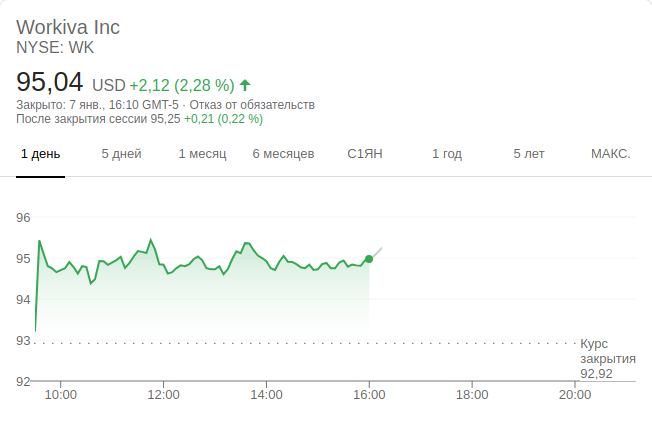 Workiva Inc
NYSE: WK
95,04 USD +2,12 (2,28 %)
Закрыто: 7 янв., 16:10 GMT-5 · Отказ от обязательств
После закрытия сессии 95,25 +0,21 (0,22 %)
1 день 5 дней 1 месяц 6 месяцев С1ЯН 1 год 5 лет МАКС.
96
95
94
93
Курс
закрытия
92,92
92
10:00 12:00 14:00 16:00 18:00 20:00